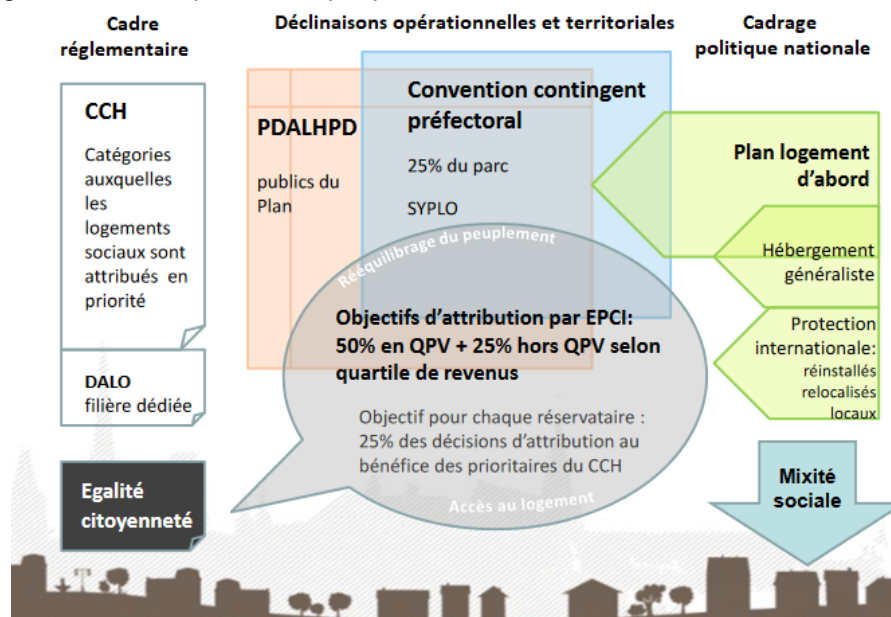 Cadre
réglementaire
Déclinaisons opérationnelles et territoriales
Cadrage
politique nationale
CCH
Catégories
auxquelles
les
logements
sociaux sont
attribués en
priorité
DALO
filière dédiée
Egalité
citoyenneté
PDALHPD
publics du
Plan
Convention contingent
préfectoral
25% du parc
SYPLO
Rééquilibrage du peuplement
Objectifs d'attribution par EPCI:
50% en QPV + 25% hors QPV selon
quartile de revenus
Objectif pour chaque réservataire :
25% des décisions d'attribution au
bénéfice des prioritaires du CCH
Accès au logement
Plan logement
d'abord
Hébergement
généraliste
Protection
internationale:
réinstallés
relocalisés
locaux
Mixité
sociale